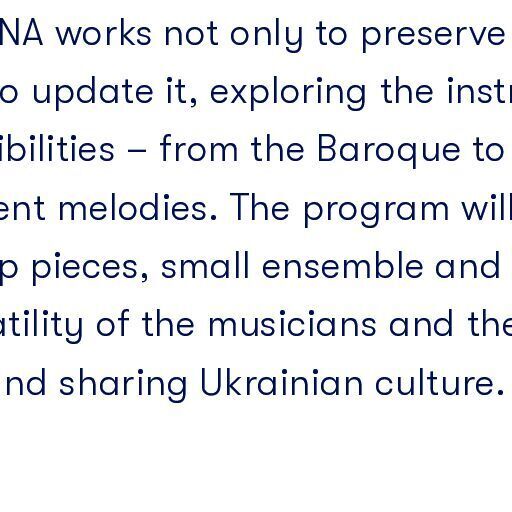 NA works not only to preserve
o update it, exploring the inst
ibilities – from the Baroque to
ent melodies. The program will
p pieces, small ensemble and
atility of the musicians and the
nd sharing Ukrainian culture.